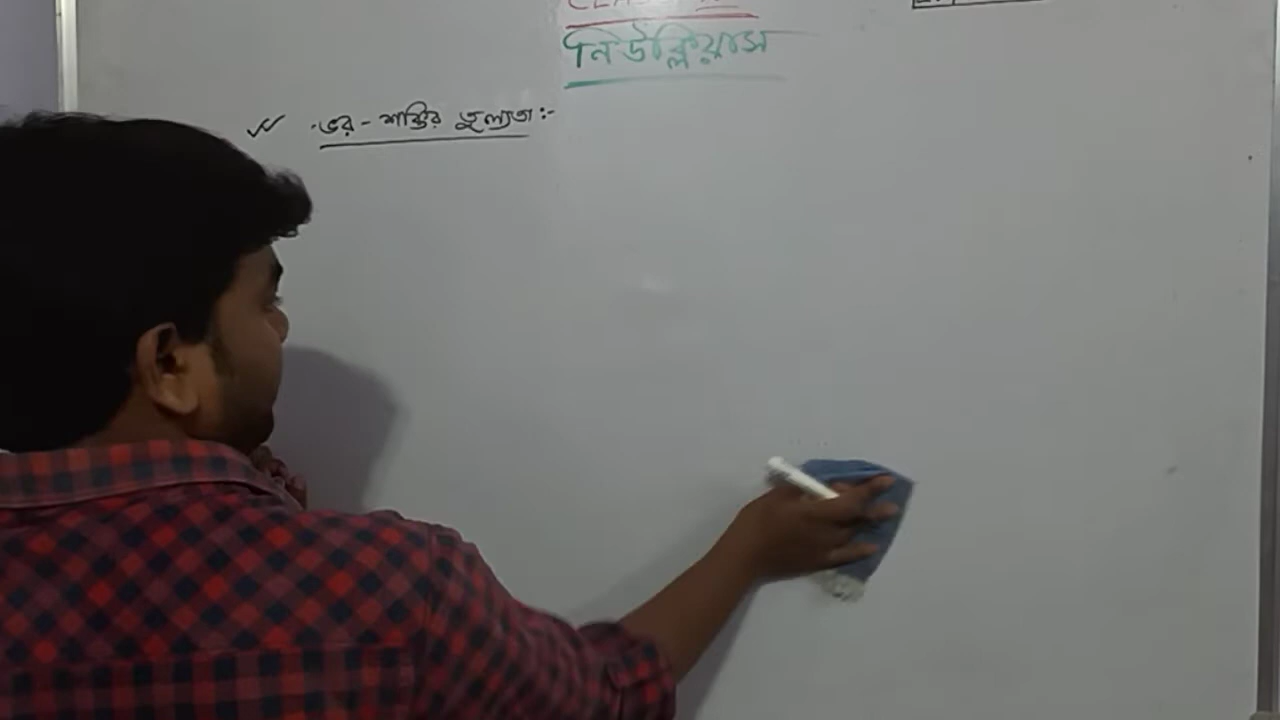 নিউক্লিয়াস
ভর - শক্তির তুল্যতা :-